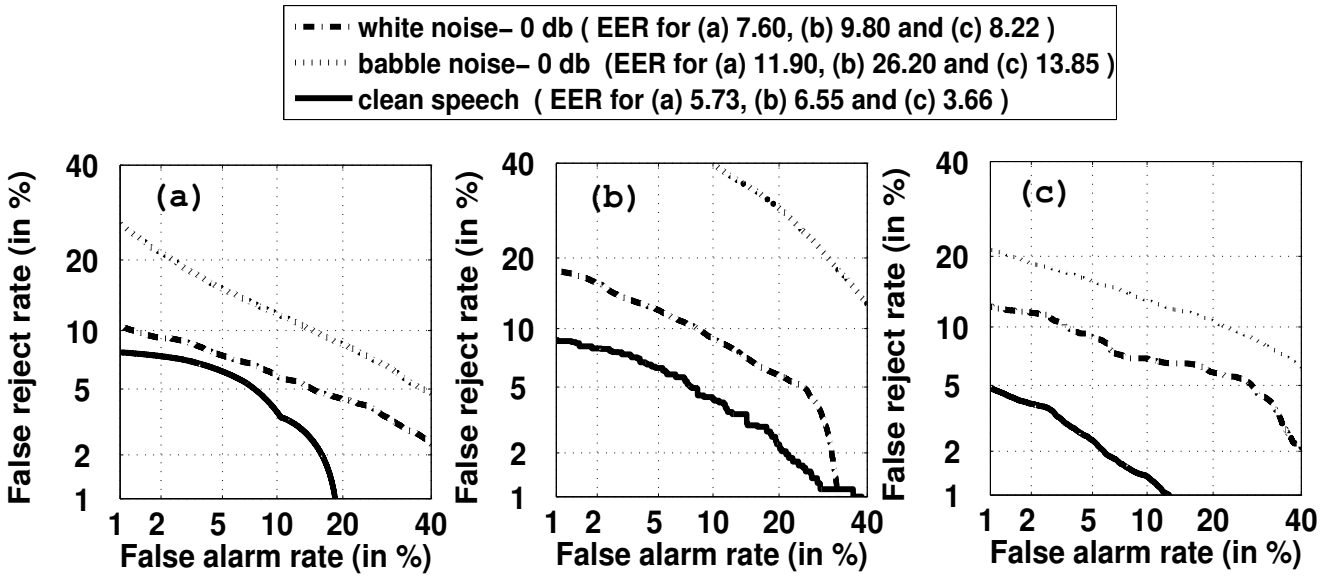 white noise– 0 db ( EER for (a) 7.60, (b) 9.80 and (c) 8.22 )
babble noise– 0 db (EER for (a) 11.90, (b) 26.20 and (c) 13.85 )
clean speech ( EER for (a) 5.73, (b) 6.55 and (c) 3.66 )
(a)
False reject rate (in %)
40
20
10
5
2
1
1 2 5 10 20 40
False alarm rate (in %)
(b)
False reject rate (in %)
40
20
10
5
2
1
1 2 5 10 20 40
False alarm rate (in %)
(c)
False reject rate (in %)
40
20
10
5
2
1
1 2 5 10 20 40
False alarm rate (in %)